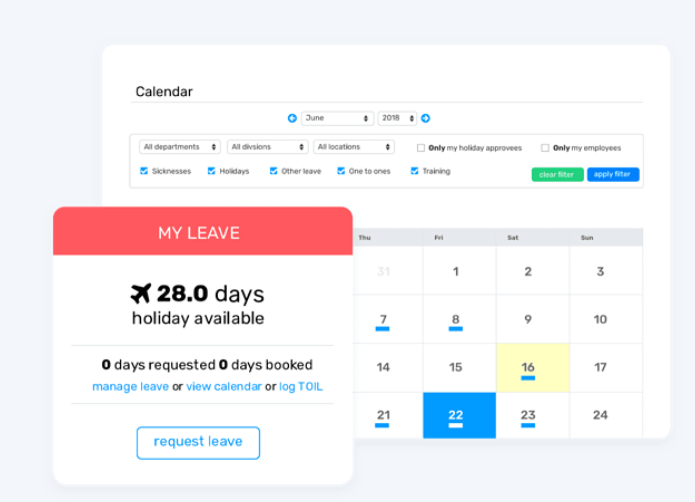 Calendar
June 2018
All departments All divsions All locations Only my holiday approvees Only my employees
Sicknesses Holidays Other leave One to ones Training clear filter apply filter
MY LEAVE
28.0 days
holiday available
0 days requested 0 days booked
manage leave or view calendar or log TOIL
request leave
Thu Fri Sat Sun
31 1 2 3
7 8 9 10
14 15 16 17
21 22 23 24